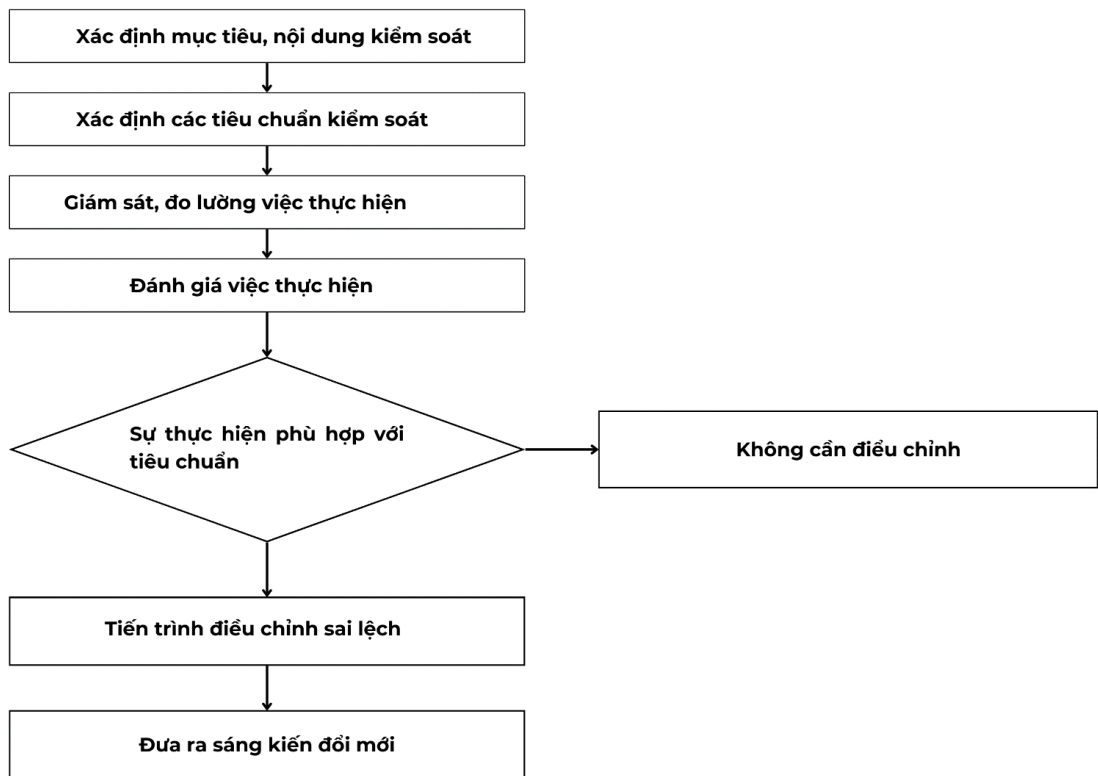 Xác định mục tiêu, nội dung kiểm soát
Xác định các tiêu chuẩn kiểm soát
Giám sát, đo lường việc thực hiện
Đánh giá việc thực hiện
Sự thực hiện phù hợp với
tiêu chuẩn
Không cần điều chỉnh
Tiến trình điều chỉnh sai lệch
Đưa ra sáng kiến đổi mới